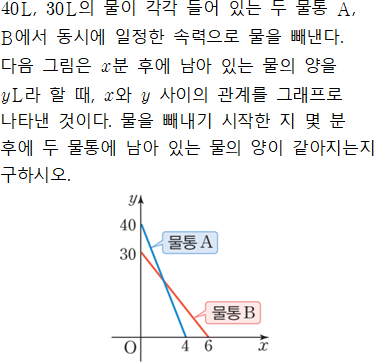 40L, 30L의 물이 각각 들어 있는 두 물통 A,
B에서 동시에 일정한 속력으로 물을 빼낸다.
다음 그림은 x분 후에 남아 있는 물의 양을
yL라 할 때, x와 y 사이의 관계를 그래프로
나타낸 것이다. 물을 빼내기 시작한 지 몇 분
후에 두 물통에 남아 있는 물의 양이 같아지는지
구하시오.
y
40
물통 A
30
물통 B
O 4 6 x